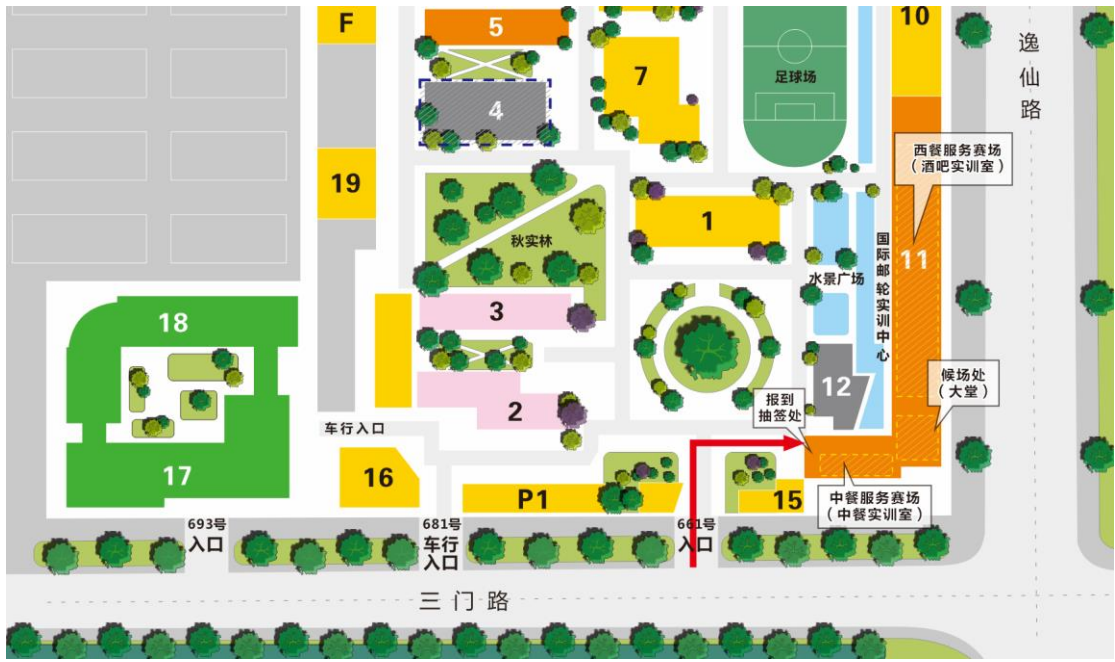 F
5
10
足球场
逸仙路
7
4
西餐服务赛场
（酒吧实训室）
19
1
秋实林
11
国际邮轮实训中心
水景广场
3
18
候场处
（大堂）
12
报到
抽签处
2
车行入口
17
16
P1
15
中餐服务赛场
（中餐实训室）
693号
入口
681号
车行
入口
661号
入口
三门路